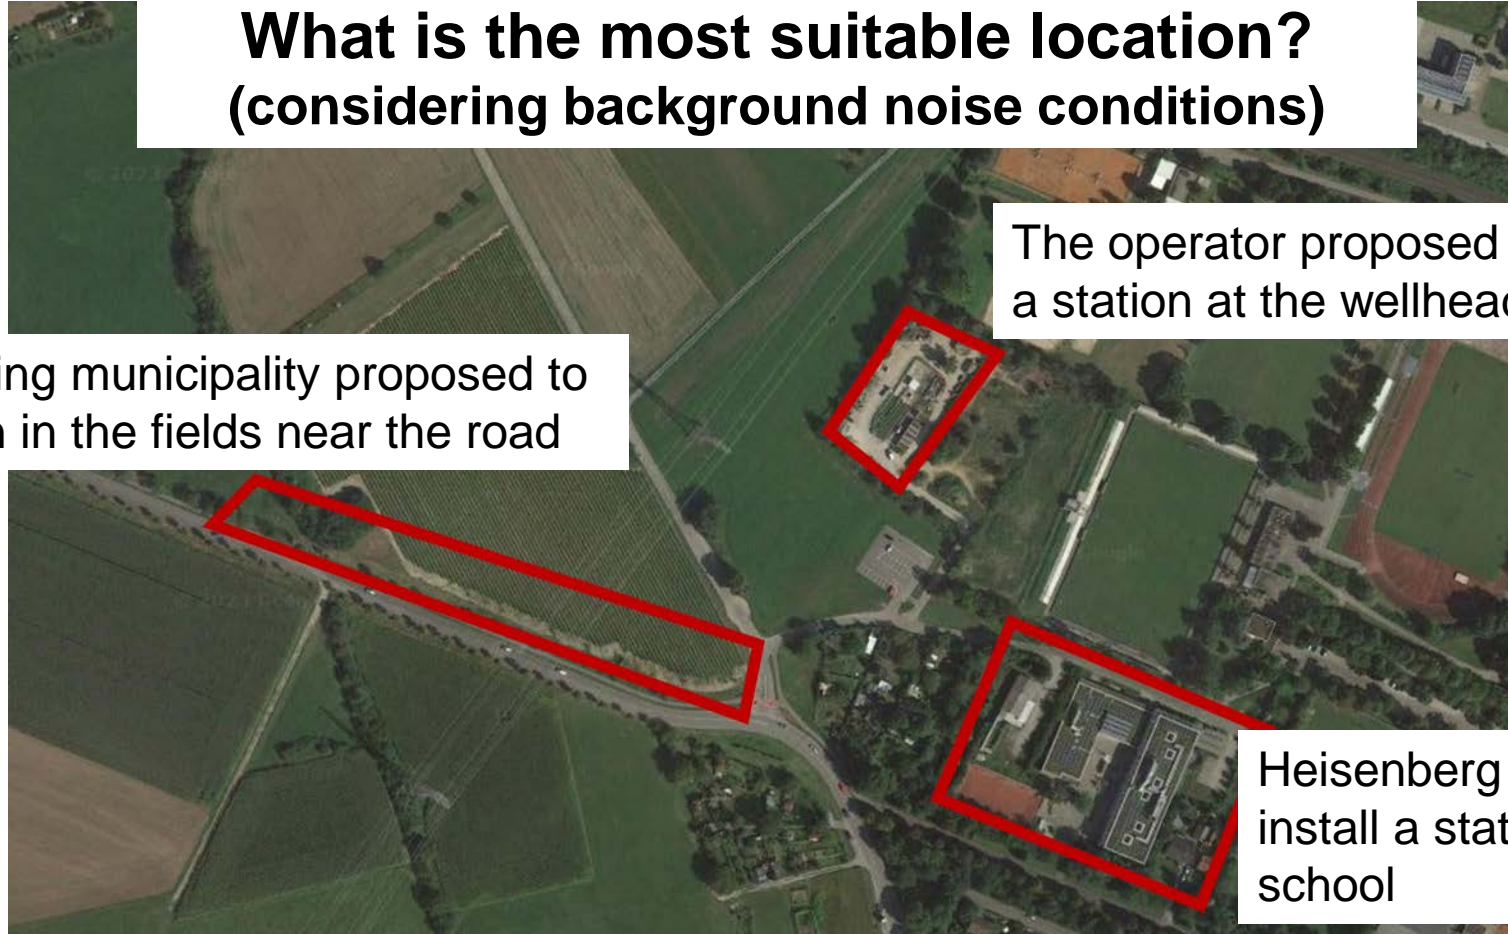 What is the most suitable location?
(considering background noise conditions)
The operator proposed
a station at the wellhead
ing municipality proposed to
in the fields near the road
Heisenberg
install a stat
school